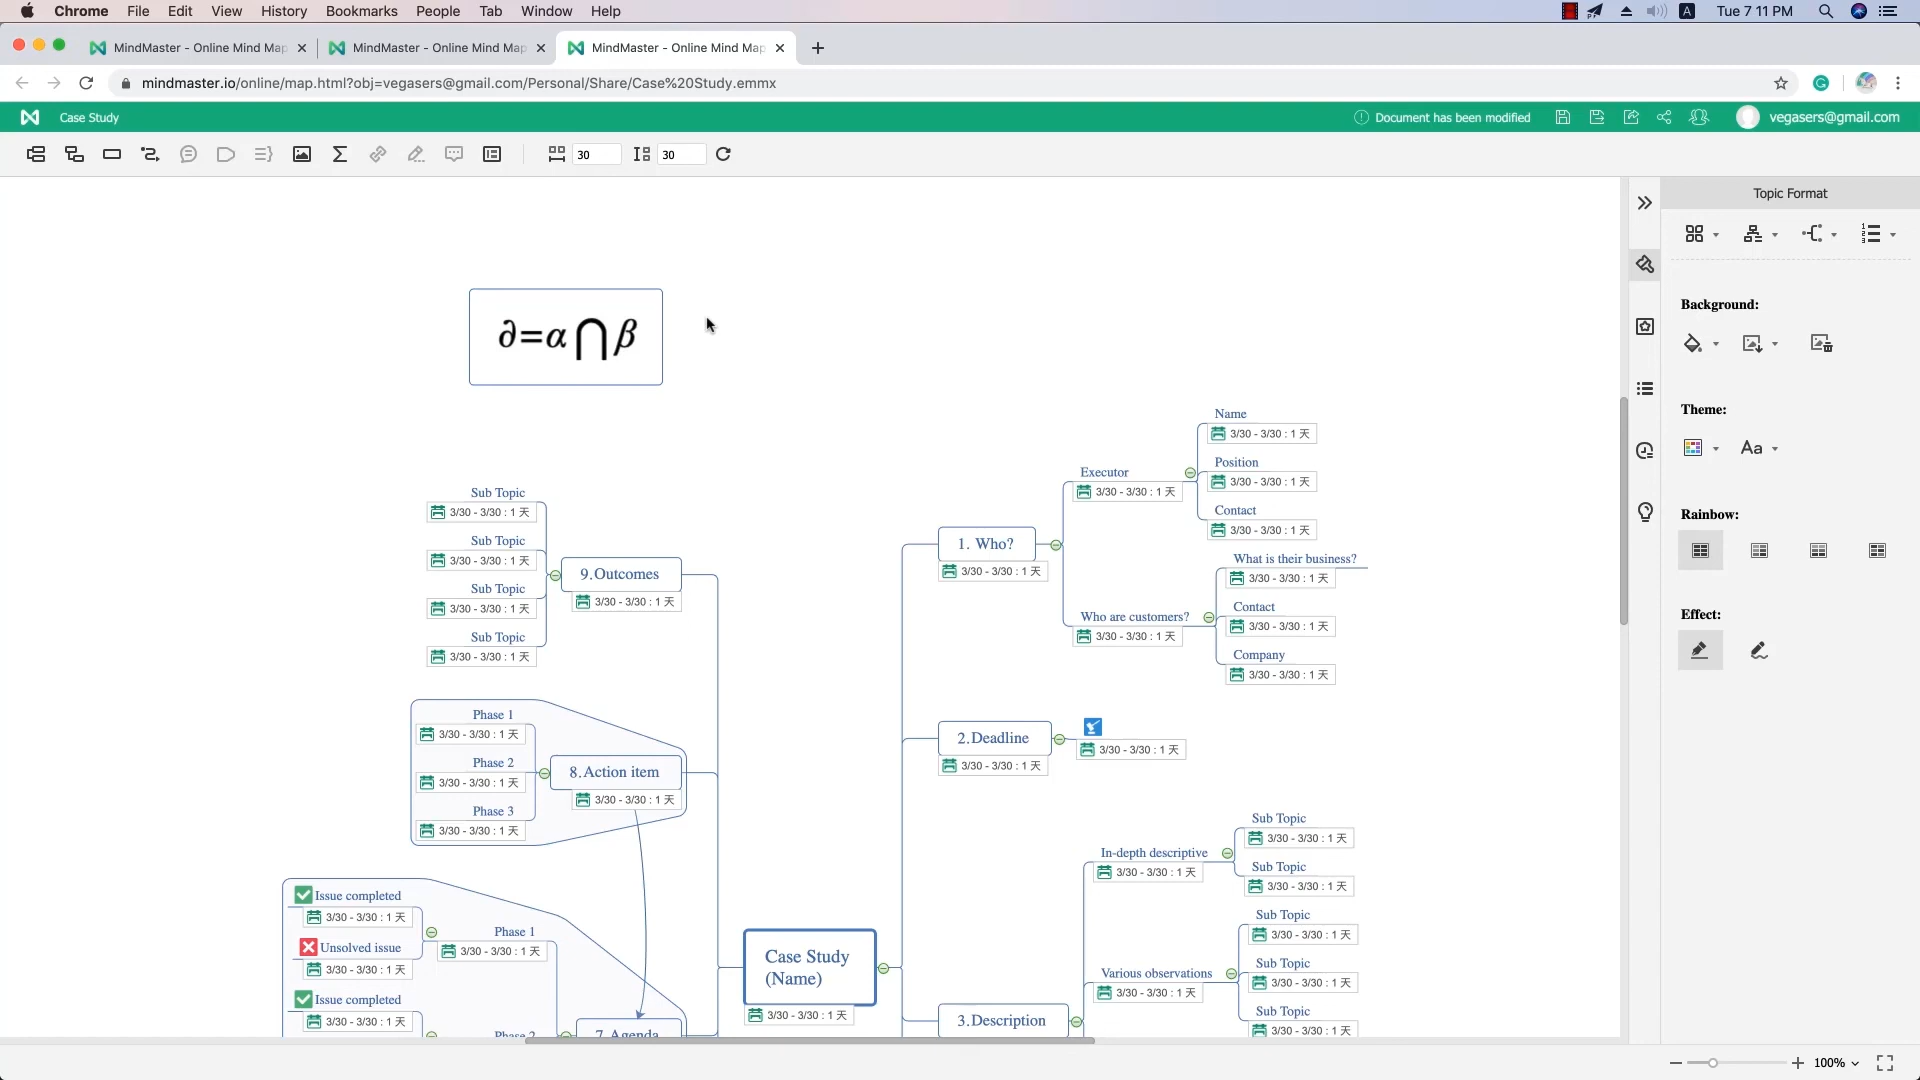 Chrome File Edit View History Bookmarks People Tab Window Help
A Tue 7 11 PM
MindMaster - Online Mind Map
MindMaster - Online Mind Map
MindMaster - Online Mind Map
mindmaster.io/online/map.html?obj=vegasers@gmail.com/Personal/Share/Case%20Study.emmx
Case Study
Document has been modified
vegasers@gmail.com
30
30
Topic Format
Background:
Theme:
Aa
Rainbow:
Effect:
∂=α⋂β
Name
3/30 - 3/30 : 1 天
Position
3/30 - 3/30 : 1 天
Contact
3/30 - 3/30 : 1 天
Executor
3/30 - 3/30 : 1 天
1. Who?
3/30 - 3/30 : 1 天
What is their business?
3/30 - 3/30 : 1 天
Contact
3/30 - 3/30 : 1 天
Company
3/30 - 3/30 : 1 天
Who are customers?
3/30 - 3/30 : 1 天
Sub Topic
3/30 - 3/30 : 1 天
Sub Topic
3/30 - 3/30 : 1 天
Sub Topic
3/30 - 3/30 : 1 天
Sub Topic
3/30 - 3/30 : 1 天
9.Outcomes
3/30 - 3/30 : 1 天
Phase 1
3/30 - 3/30 : 1 天
Phase 2
3/30 - 3/30 : 1 天
Phase 3
3/30 - 3/30 : 1 天
8.Action item
3/30 - 3/30 : 1 天
2.Deadline
3/30 - 3/30 : 1 天
3/30 - 3/30 : 1 天
Issue completed
3/30 - 3/30 : 1 天
Unsolved issue
3/30 - 3/30 : 1 天
Issue completed
3/30 - 3/30 : 1 天
Phase 1
3/30 - 3/30 : 1 天
Phase 2
7.Agenda
Case Study
(Name)
3/30 - 3/30 : 1 天
In-depth descriptive
3/30 - 3/30 : 1 天
Sub Topic
3/30 - 3/30 : 1 天
Sub Topic
3/30 - 3/30 : 1 天
Various observations
3/30 - 3/30 : 1 天
Sub Topic
3/30 - 3/30 : 1 天
Sub Topic
3/30 - 3/30 : 1 天
Sub Topic
3/30 - 3/30 : 1 天
3.Description
100%